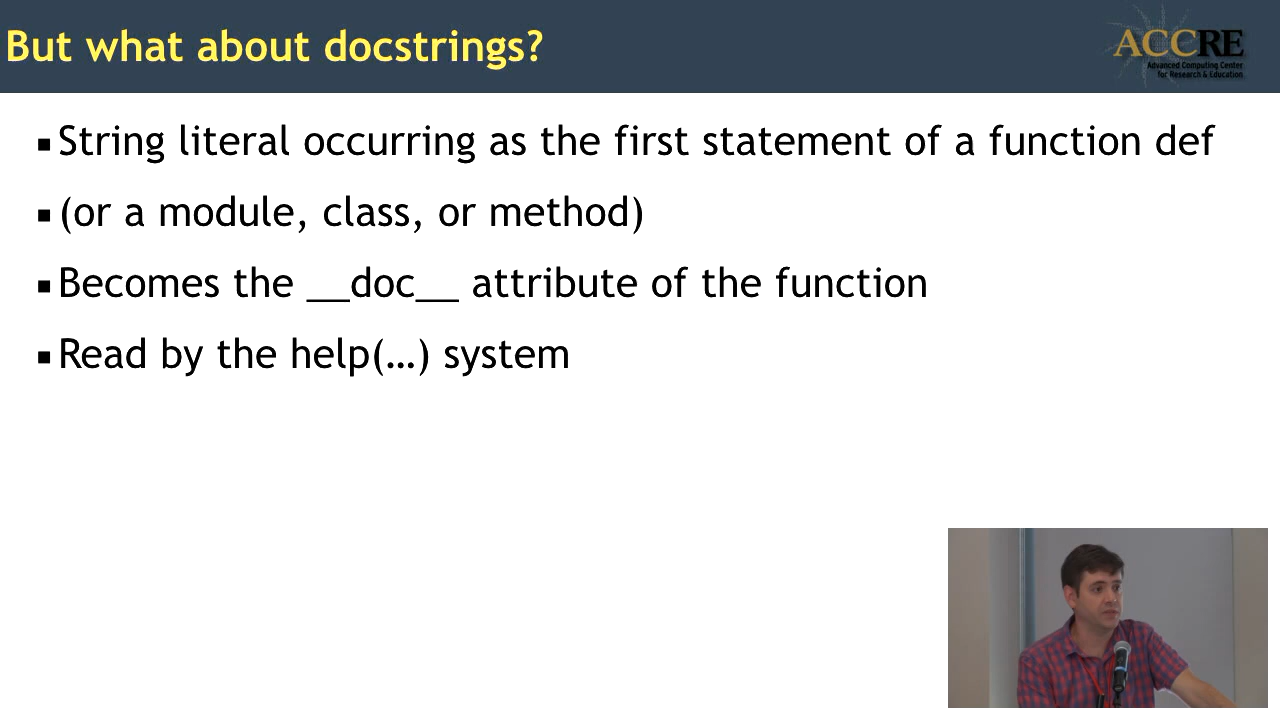 But what about docstrings?
ACCRE
Advanced Computing Center
for Research & Education
String literal occurring as the first statement of a function def
(or a module, class, or method)
Becomes the __doc__ attribute of the function
Read by the help(…) system